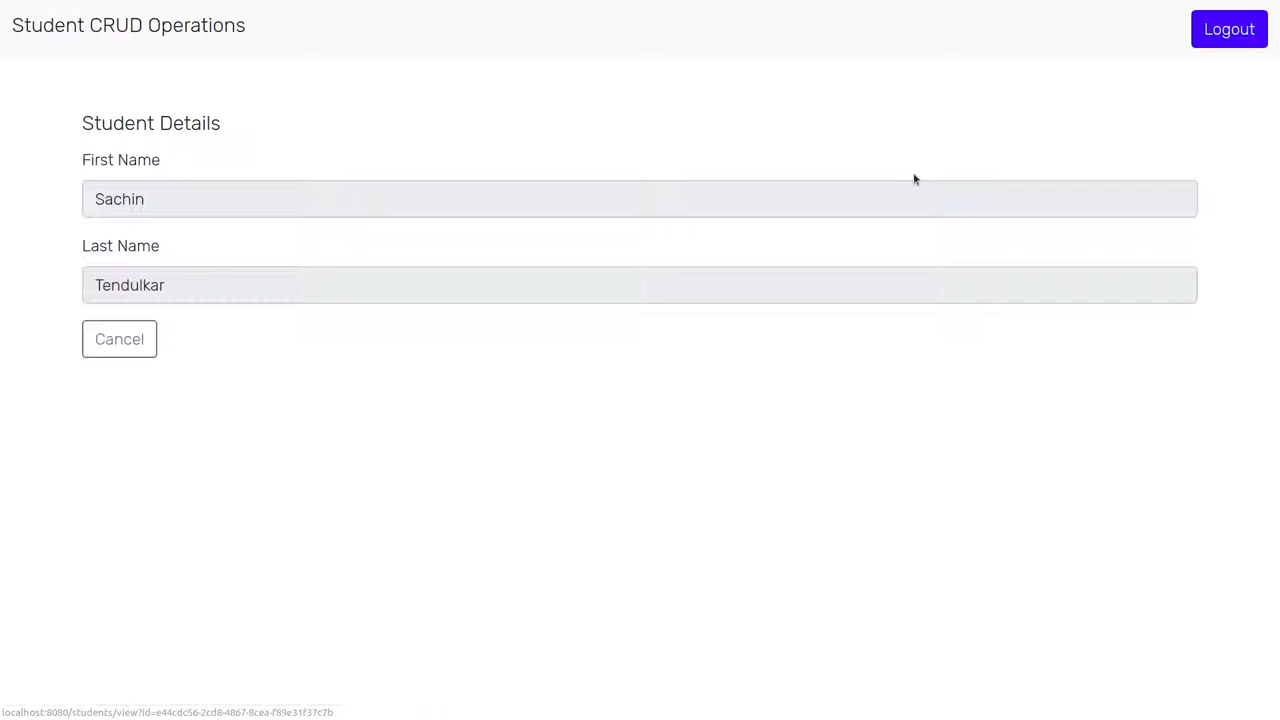 Student CRUD Operations
Logout
Student Details
First Name
Sachin
Last Name
Tendulkar
Cancel
localhost:8080/students/view?id=e44cdc56-2cd8-4867-8cea-f89e31f37c7b